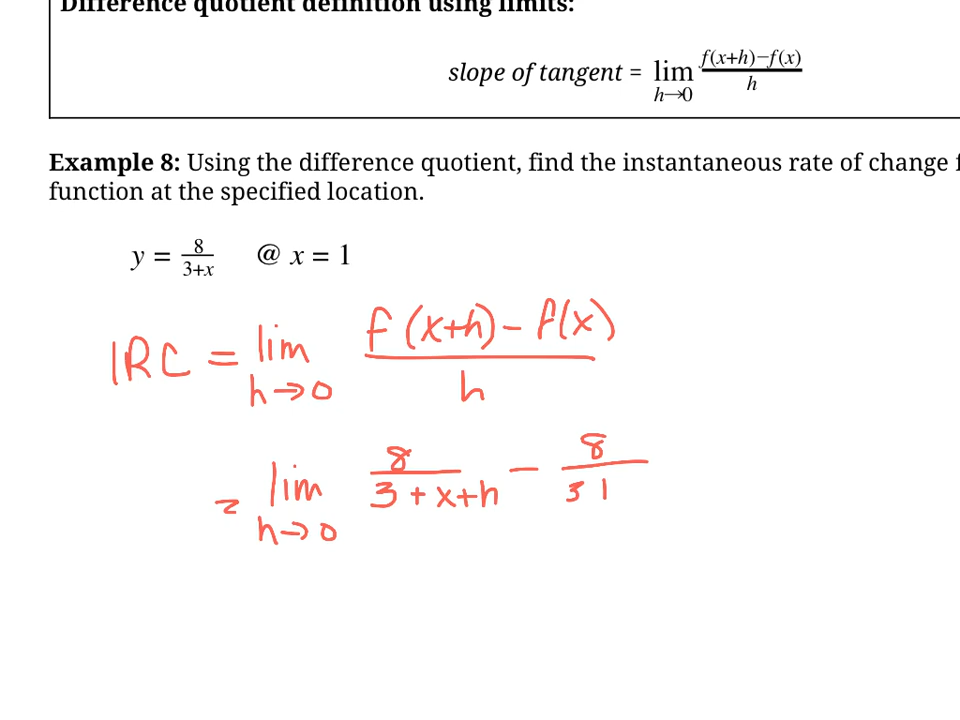 Difference quotient definition using limits:
slope of tangent = lim h→0 f(x+h)−f(x) / h
Example 8: Using the difference quotient, find the instantaneous rate of change f
function at the specified location.
y = 8/3+x @ x = 1
IRC = lim h→0 f(x+h) - f(x) / h
= lim h→0 8/3+x+h - 8/3 1